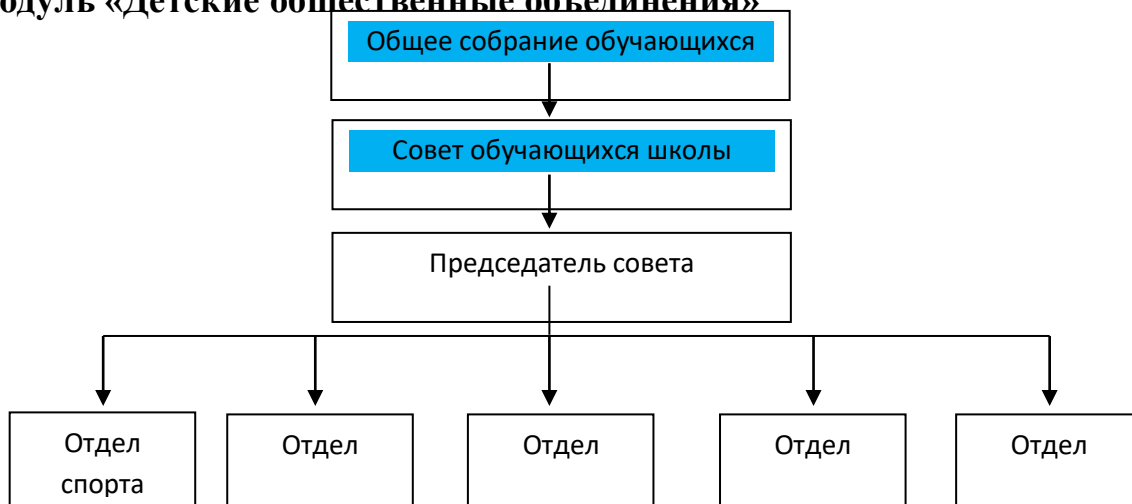 одуль «Детские общественные объединения»
Общее собрание обучающихся
Совет обучающихся школы
Председатель совета
Отдел
спорта
Отдел
Отдел
Отдел
Отдел